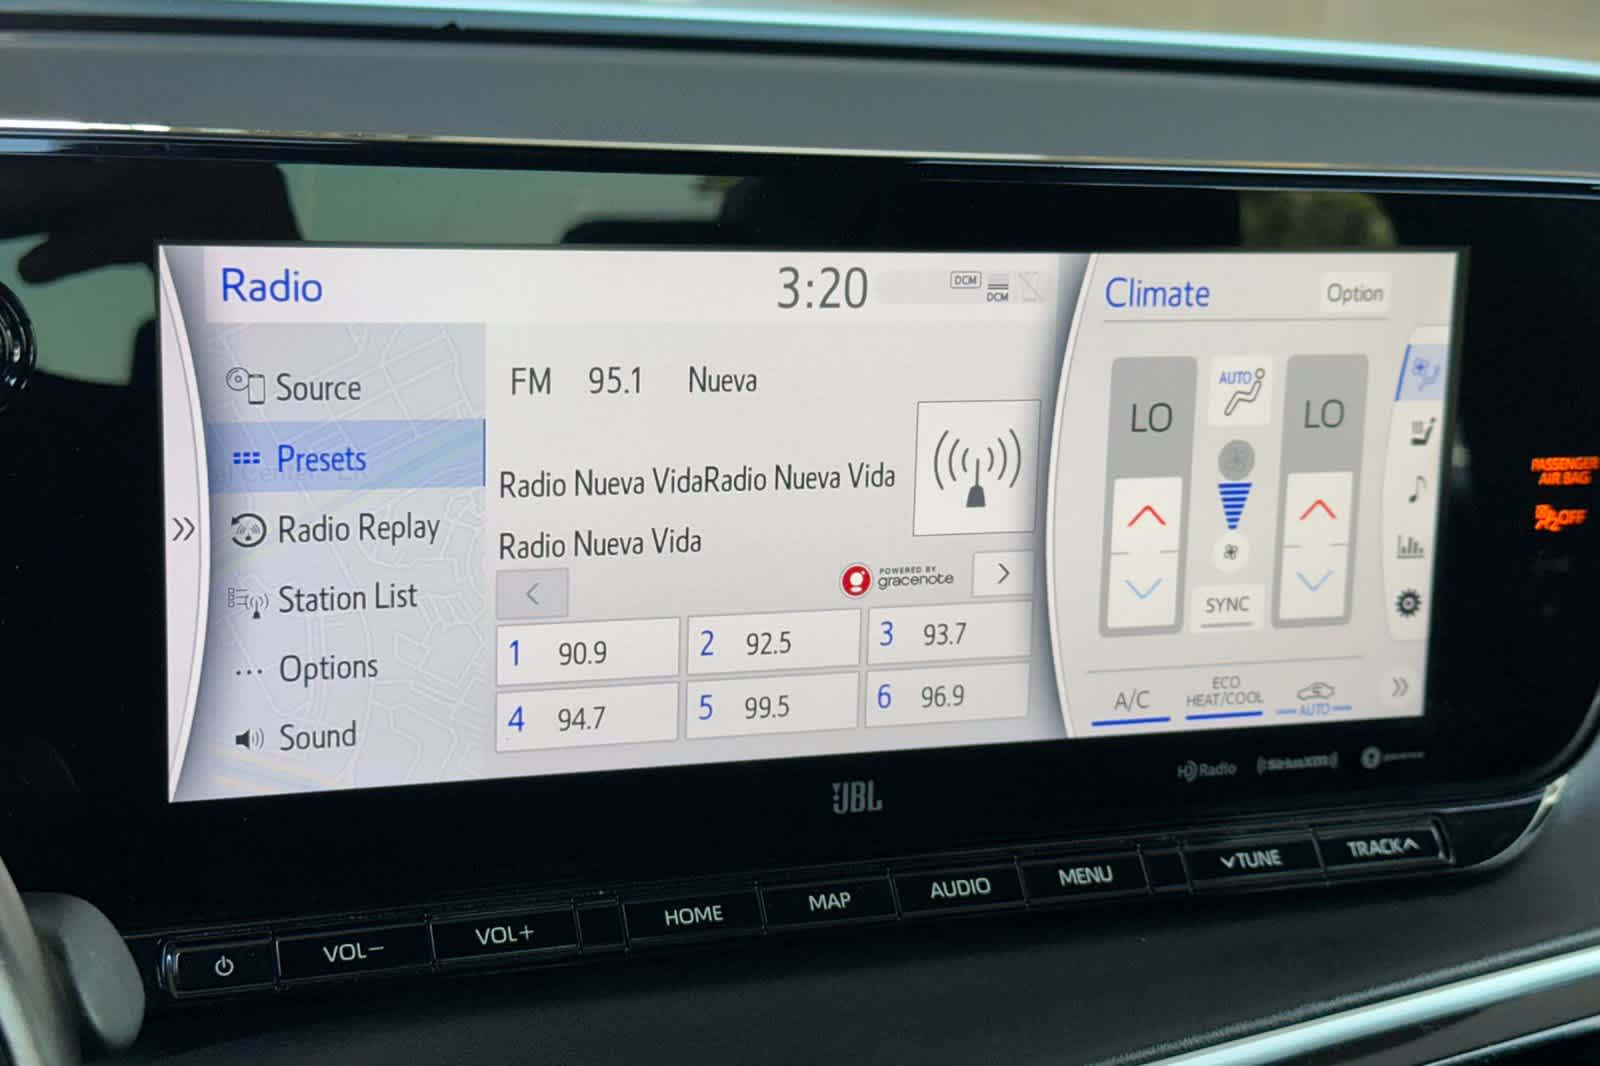 Radio
3:20
DCM
DCM
Climate
Option
Source
Presets
Radio Replay
Station List
Options
Sound
FM 95.1 Nueva
Radio Nueva VidaRadio Nueva Vida
Radio Nueva Vida
POWERED BY
gracenote
1 90.9
2 92.5
3 93.7
4 94.7
5 99.5
6 96.9
LO
AUTO
LO
SYNC
A/C
ECO
HEAT/COOL
AUTO
PASSENGER
AIR BAG
OFF
HD Radio
SiriusXM
JBL
VOL-
VOL+
HOME
MAP
AUDIO
MENU
TUNE
TRACK